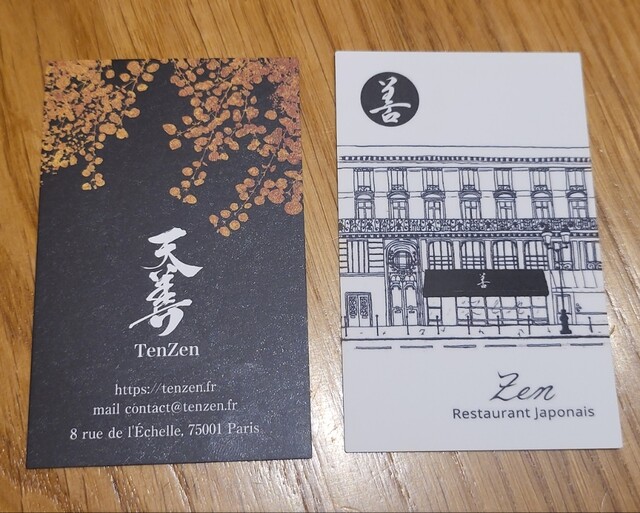 天善
TenZen
https://tenzen.fr
mail contact@tenzen.fr
8 rue de l'Échelle, 75001 Paris
善
善
Zen
Restaurant Japonais